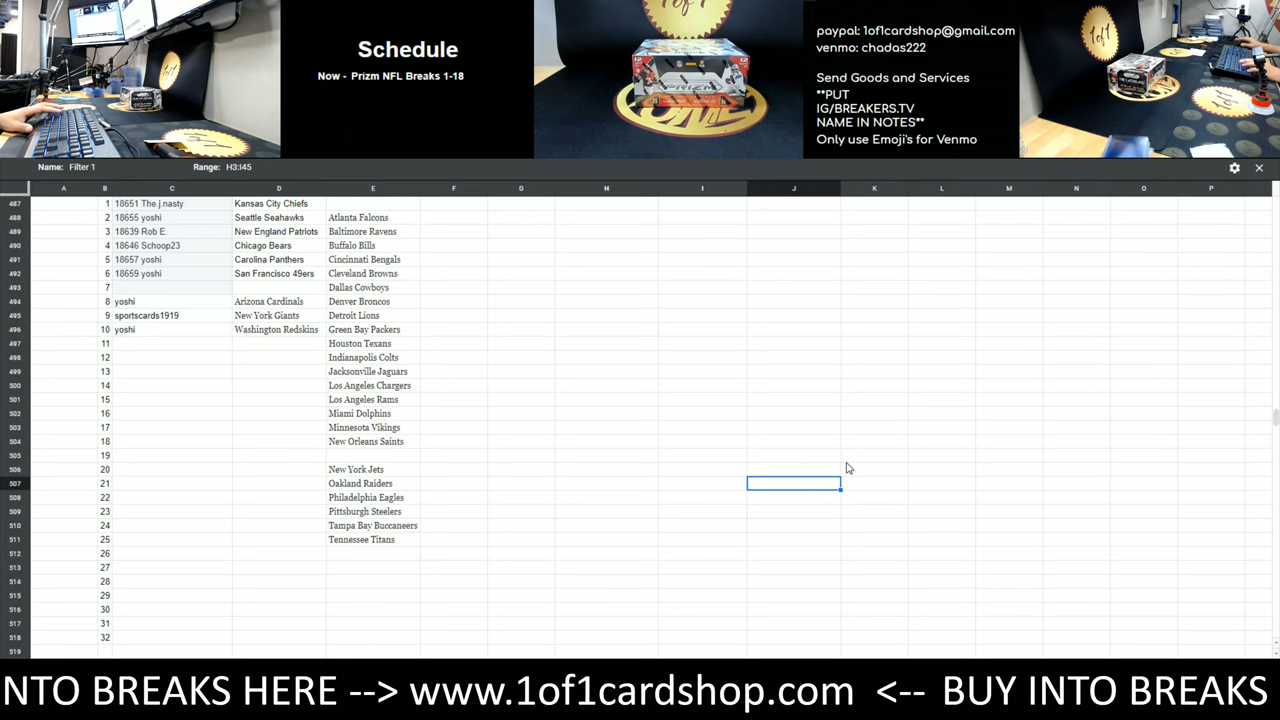 Schedule
Now - Prizm NFL Breaks 1-18
PRIZM
paypal: 1of1cardshop@gmail.com
venmo: chadas222
Send Goods and Services
**PUT
IG/BREAKERS.TV
NAME IN NOTES**
Only use Emoji's for Venmo
Name: Filter 1 Range: H3:I45
A B C D E F G H I J K L M N O P
487 1 18651 The.j.nasty Kansas City Chiefs
488 2 18655 yoshi Seattle Seahawks Atlanta Falcons
489 3 18639 Rob E. New England Patriots Baltimore Ravens
490 4 18646 Schoop23 Chicago Bears Buffalo Bills
491 5 18657 yoshi Carolina Panthers Cincinnati Bengals
492 6 18659 yoshi San Francisco 49ers Cleveland Browns
493 7 Dallas Cowboys
494 8 yoshi Arizona Cardinals Denver Broncos
495 9 sportscards1919 New York Giants Detroit Lions
496 10 yoshi Washington Redskins Green Bay Packers
497 11 Houston Texans
498 12 Indianapolis Colts
499 13 Jacksonville Jaguars
500 14 Los Angeles Chargers
501 15 Los Angeles Rams
502 16 Miami Dolphins
503 17 Minnesota Vikings
504 18 New Orleans Saints
505 19
506 20 New York Jets
507 21 Oakland Raiders
508 22 Philadelphia Eagles
509 23 Pittsburgh Steelers
510 24 Tampa Bay Buccaneers
511 25 Tennessee Titans
512 26
513 27
514 28
515 29
516 30
517 31
518 32
519
NTO BREAKS HERE --> www.1of1cardshop.com <-- BUY INTO BREAKS